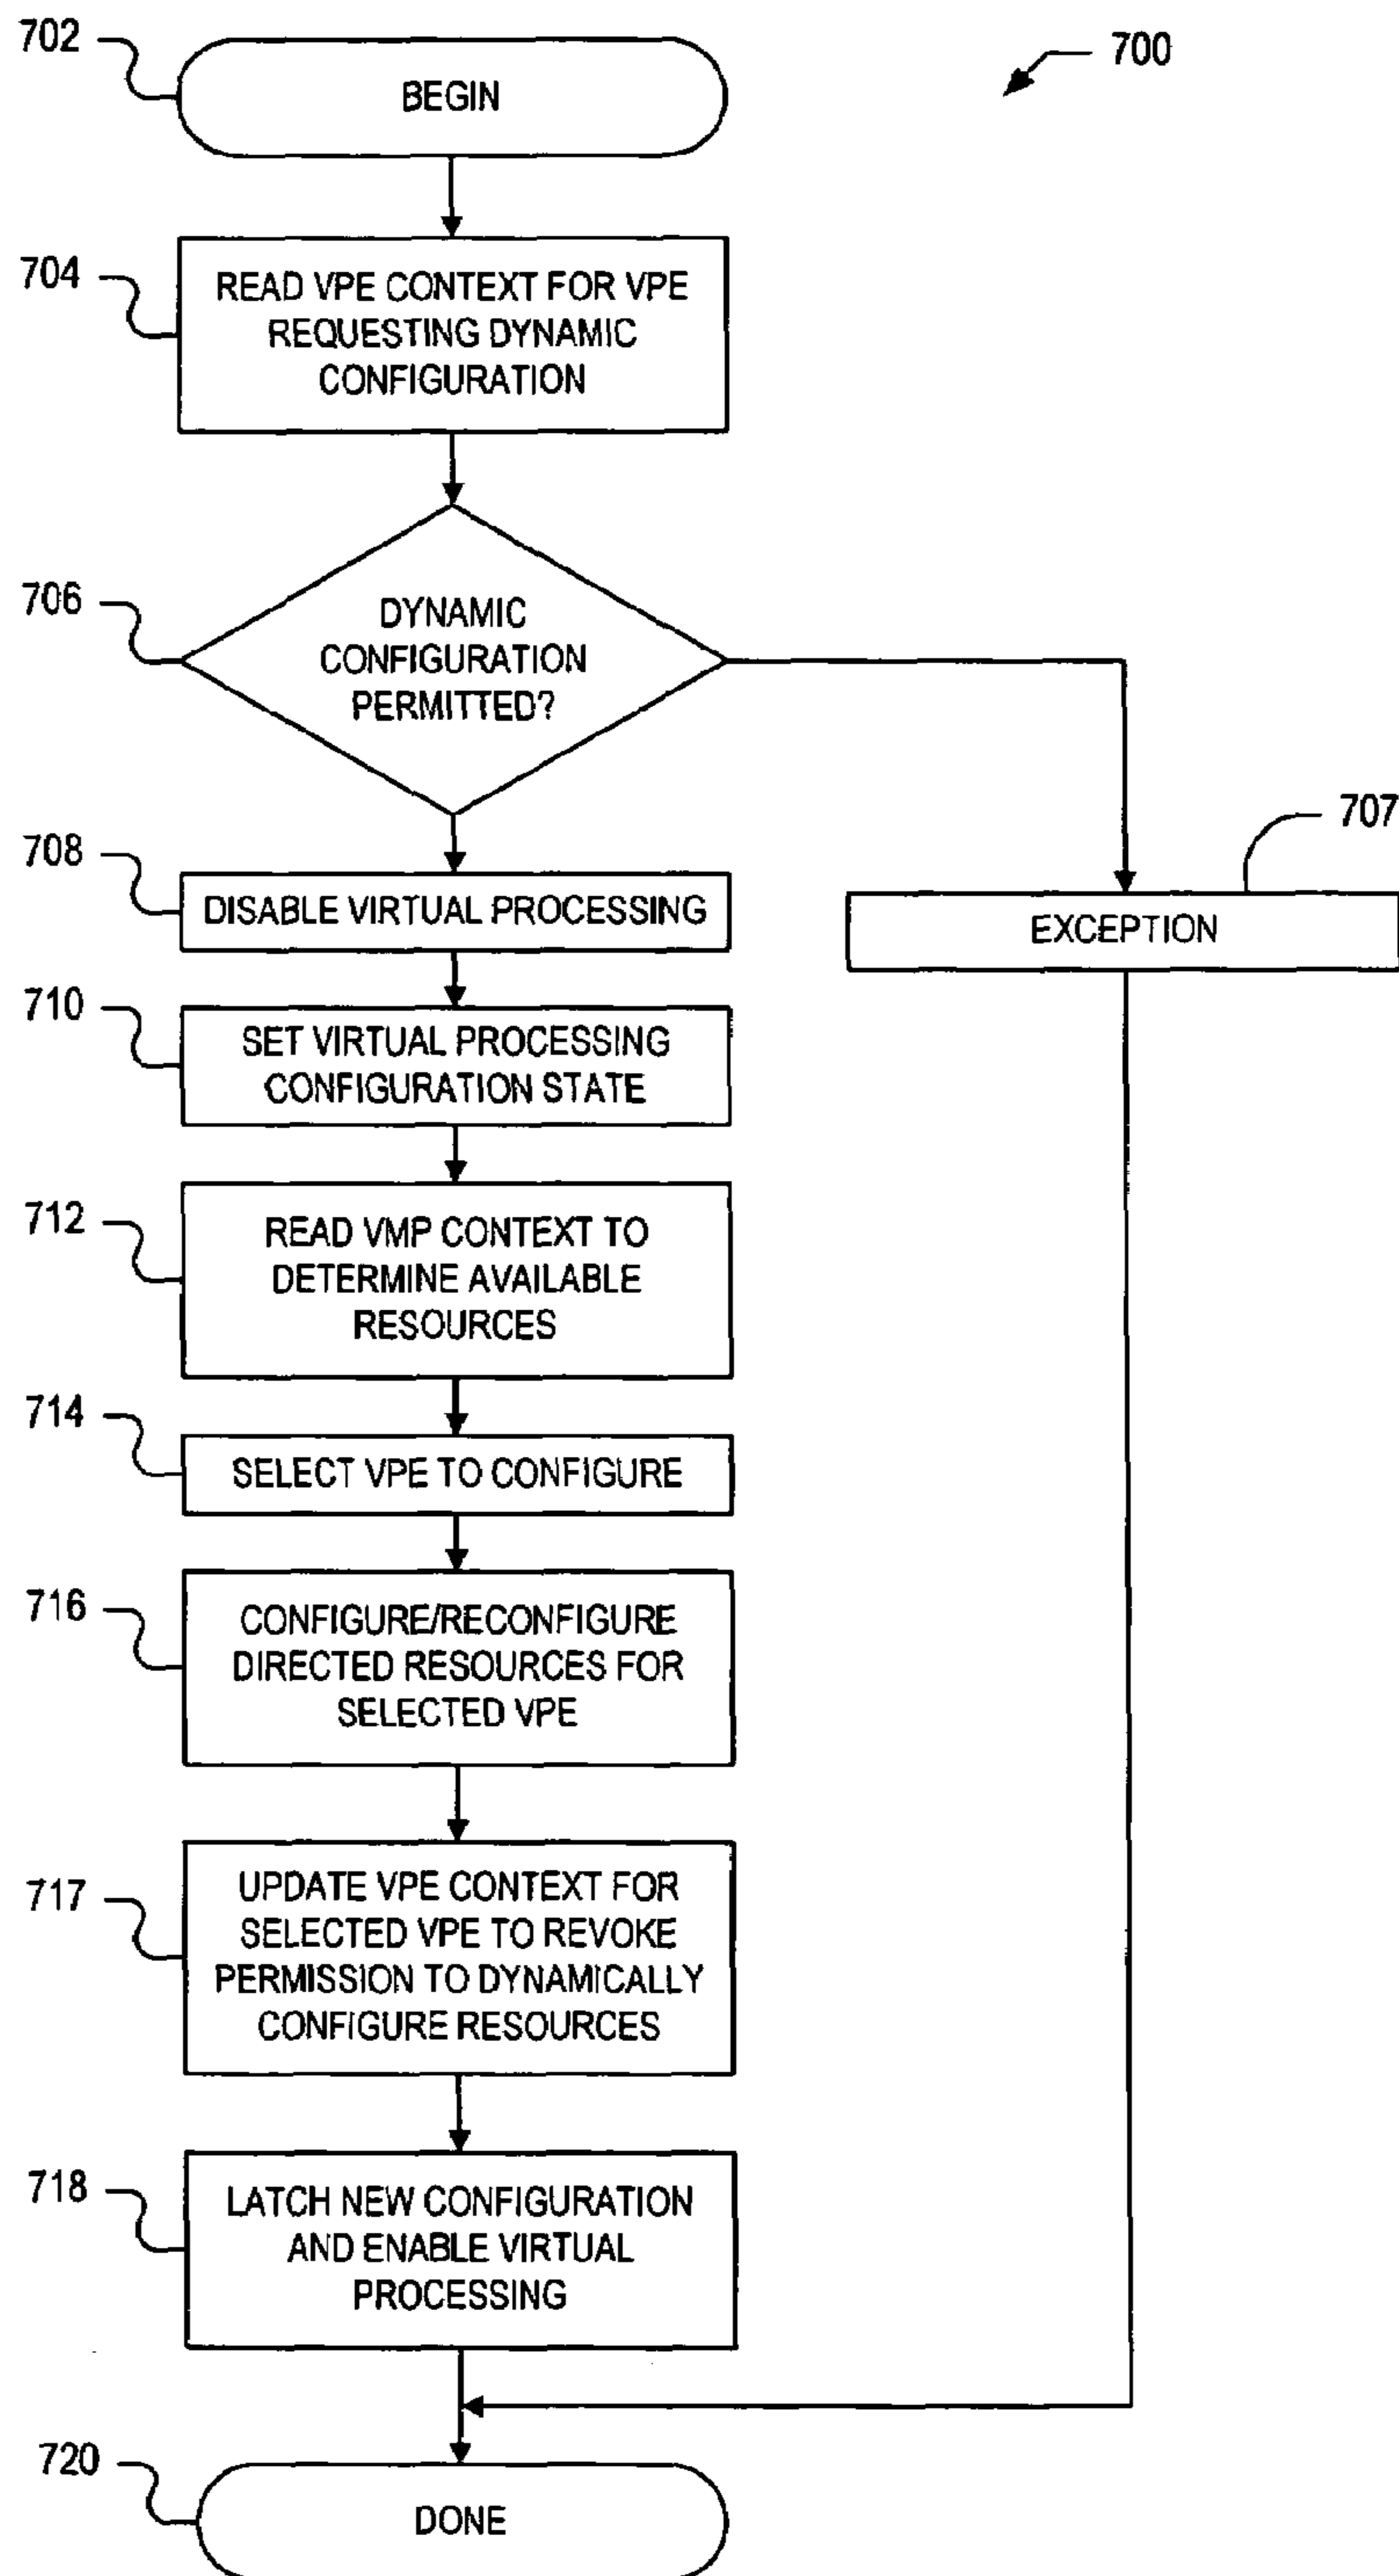 702
BEGIN
700
704
READ VPE CONTEXT FOR VPE
REQUESTING DYNAMIC
CONFIGURATION
706
DYNAMIC
CONFIGURATION
PERMITTED?
707
EXCEPTION
708
DISABLE VIRTUAL PROCESSING
710
SET VIRTUAL PROCESSING
CONFIGURATION STATE
712
READ VMP CONTEXT TO
DETERMINE AVAILABLE
RESOURCES
714
SELECT VPE TO CONFIGURE
716
CONFIGURE/RECONFIGURE
DIRECTED RESOURCES FOR
SELECTED VPE
717
UPDATE VPE CONTEXT FOR
SELECTED VPE TO REVOKE
PERMISSION TO DYNAMICALLY
CONFIGURE RESOURCES
718
LATCH NEW CONFIGURATION
AND ENABLE VIRTUAL
PROCESSING
720
DONE